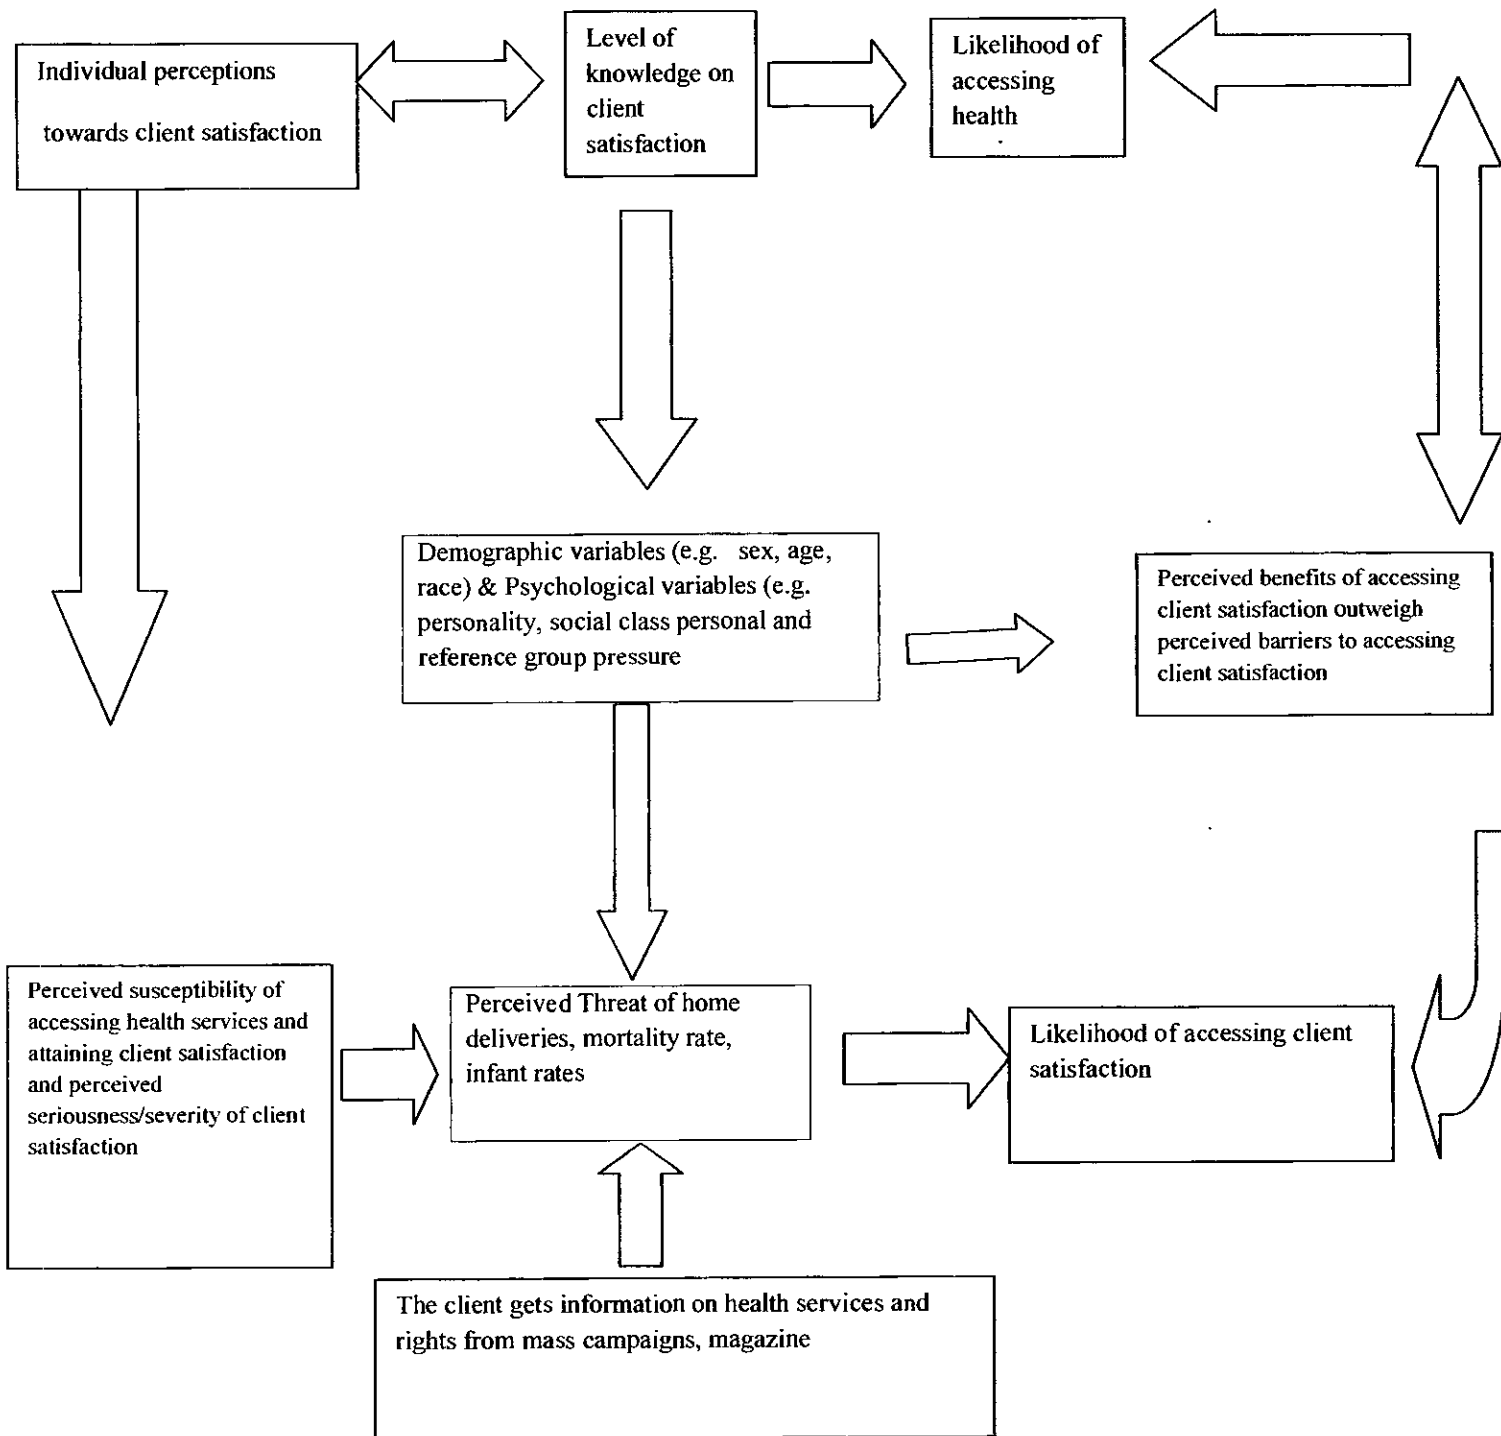 Individual perceptions
towards client satisfaction
Level of
knowledge on
client
satisfaction
Likelihood of
accessing
health
Demographic variables (e.g. sex, age,
race) & Psychological variables (e.g.
personality, social class personal and
reference group pressure
Perceived benefits of accessing
client satisfaction outweigh
perceived barriers to accessing
client satisfaction
Perceived susceptibility of
accessing health services and
attaining client satisfaction
and perceived
seriousness/severity of client
satisfaction
Perceived Threat of home
deliveries, mortality rate,
infant rates
Likelihood of accessing client
satisfaction
The client gets information on health services and
rights from mass campaigns, magazine